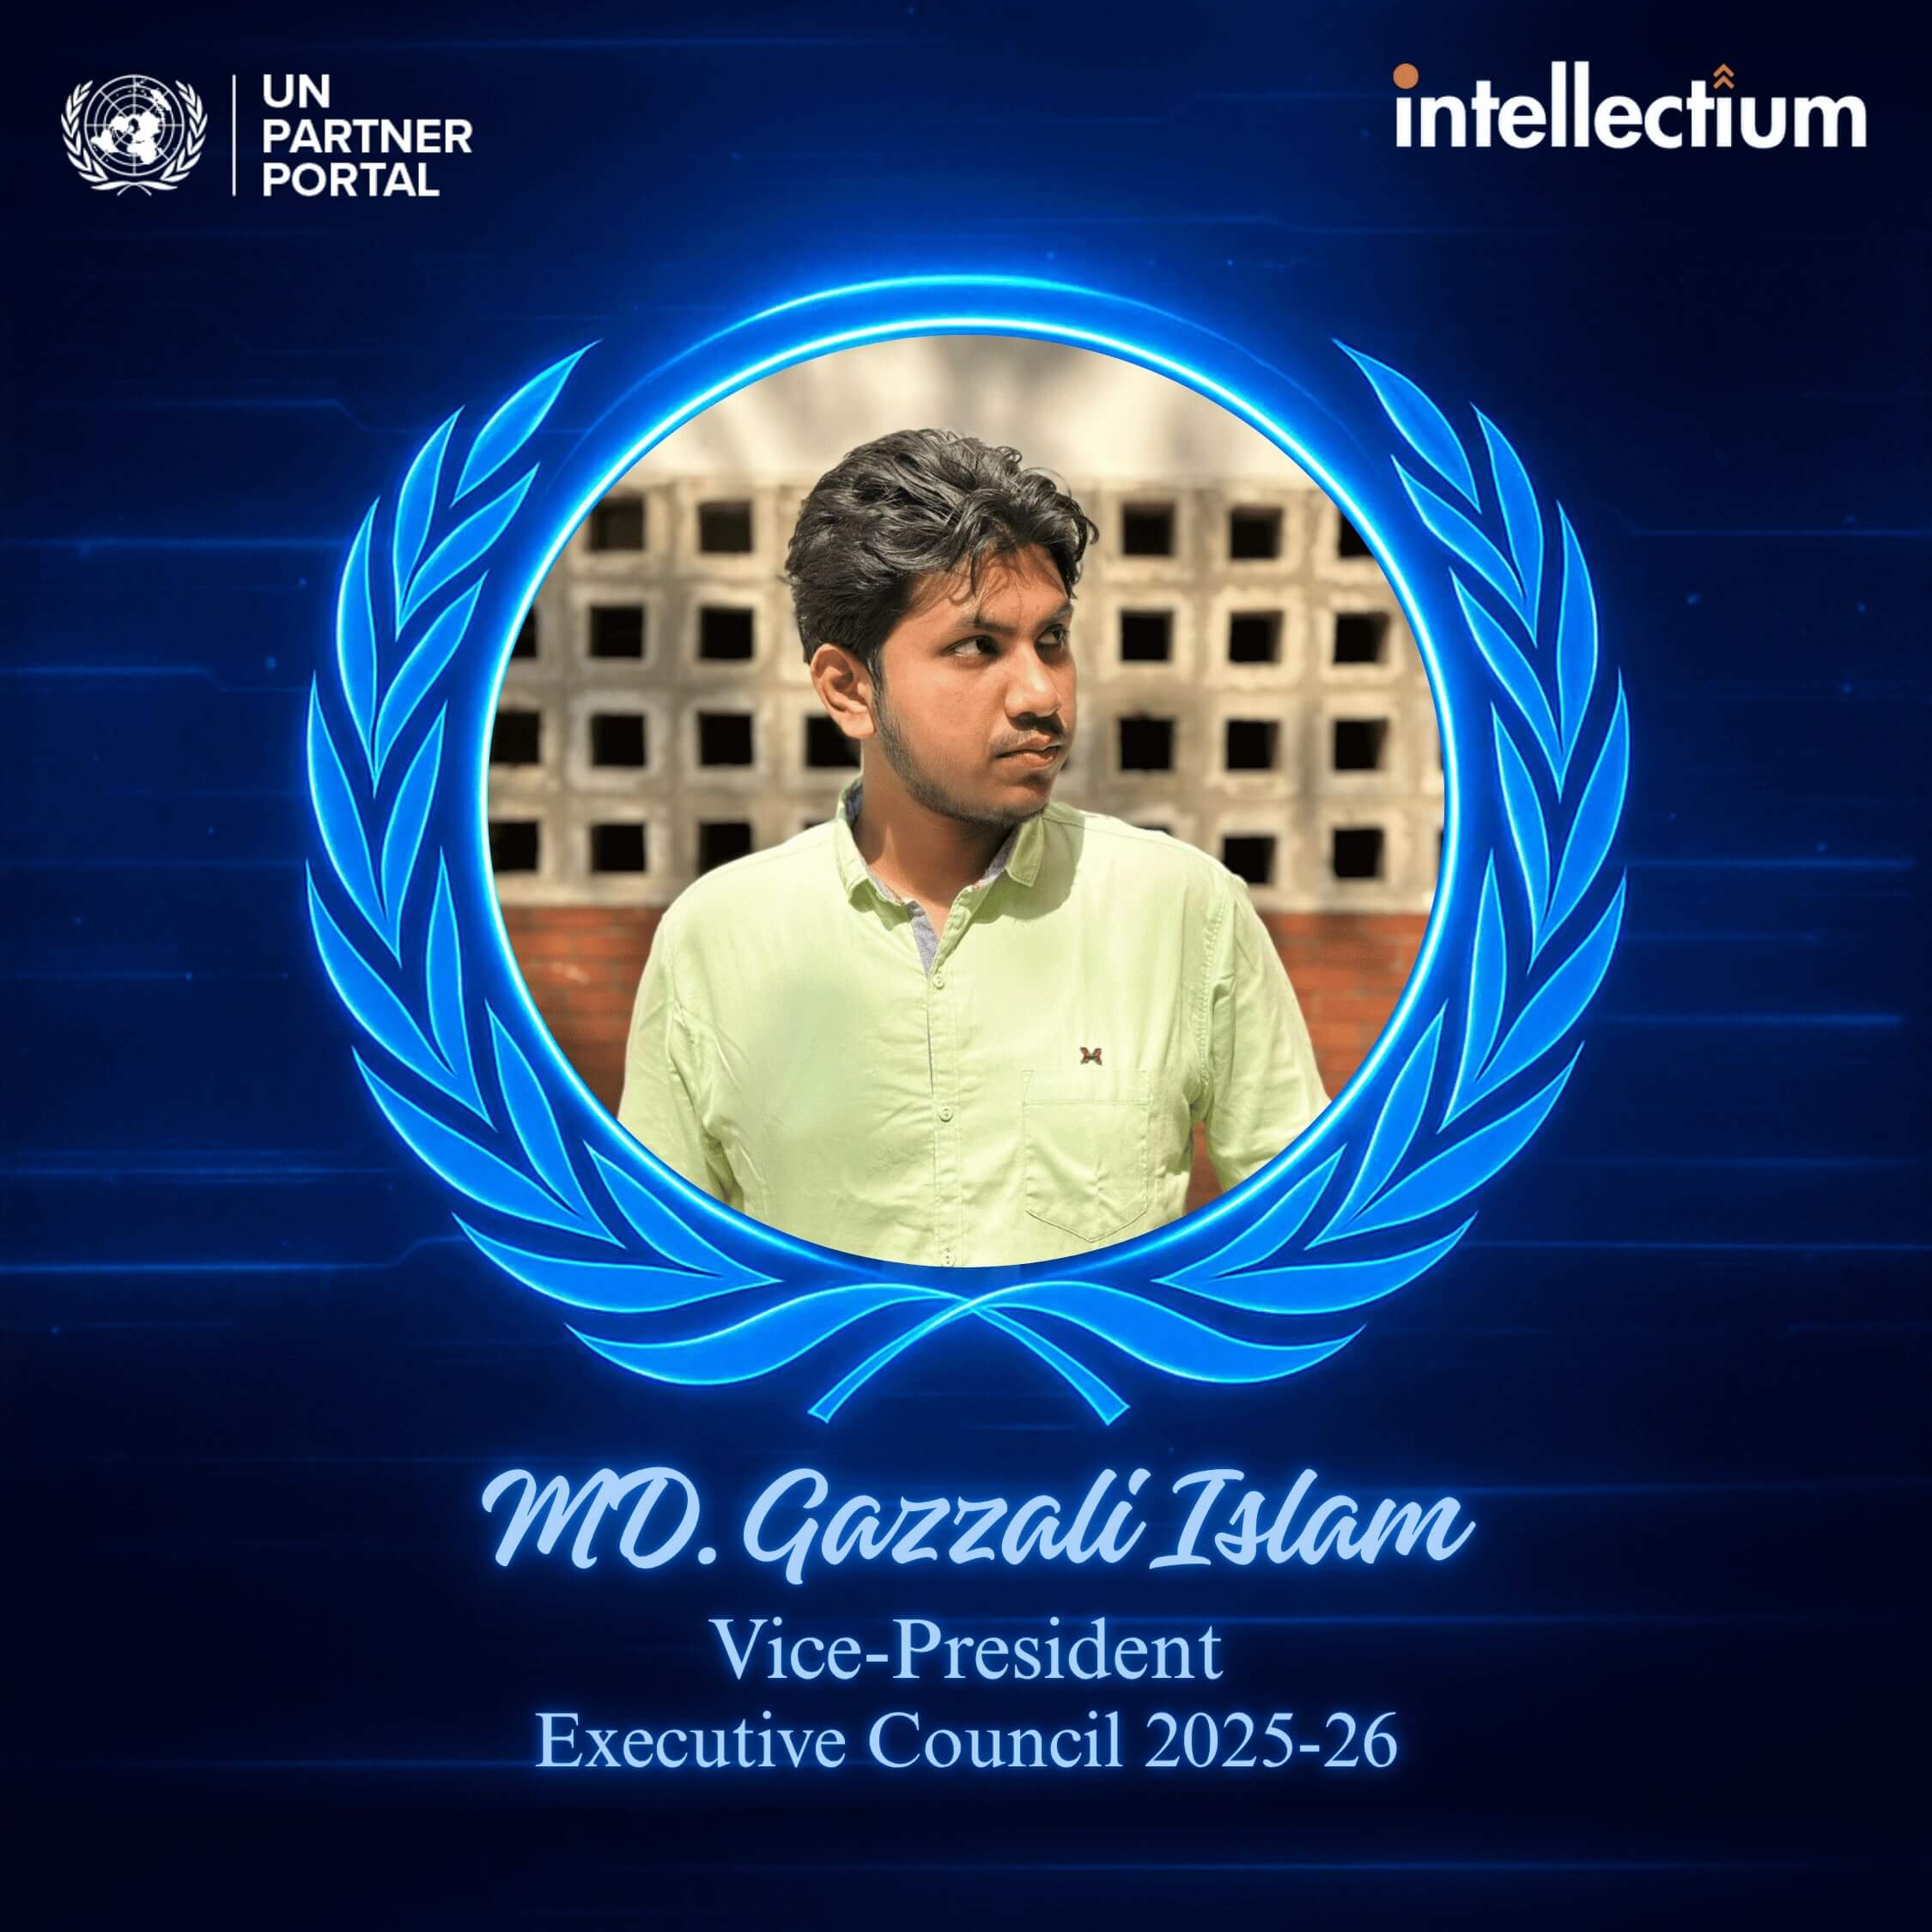 UN
PARTNER
PORTAL
intellectium
MD. Gazzali Islam
Vice-President
Executive Council 2025-26